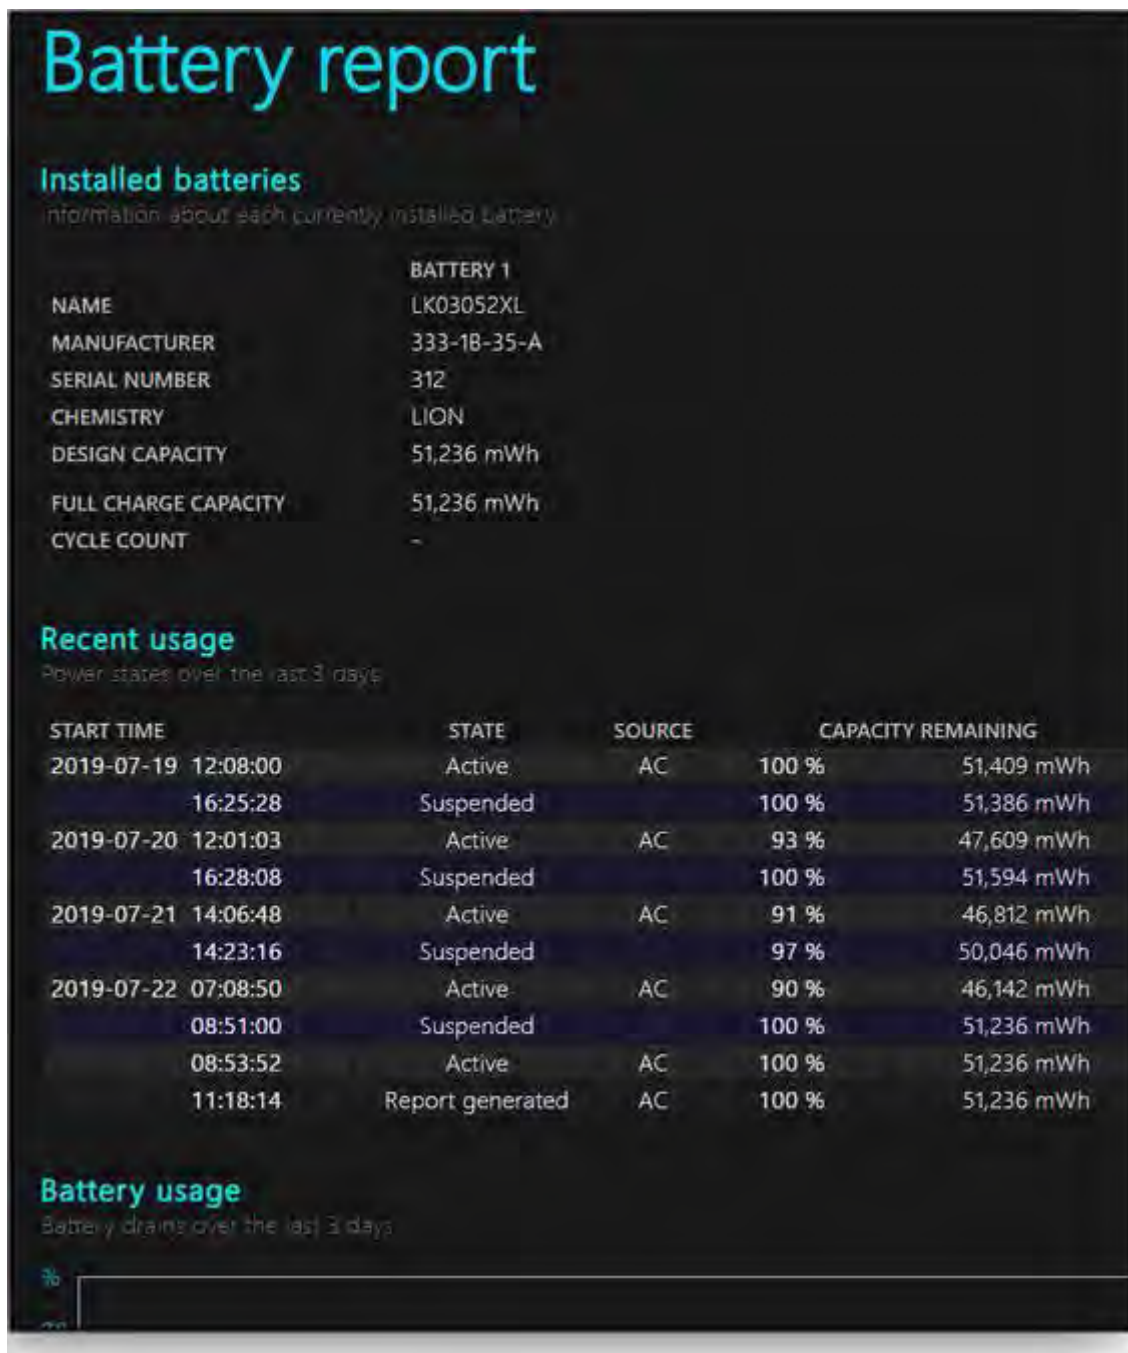 Battery report
Installed batteries
Information about each currently installed battery
BATTERY 1
NAME LK03052XL
MANUFACTURER 333-1B-35-A
SERIAL NUMBER 312
CHEMISTRY LION
DESIGN CAPACITY 51,236 mWh
FULL CHARGE CAPACITY 51,236 mWh
CYCLE COUNT -
Recent usage
Power states over the last 3 days
START TIME STATE SOURCE CAPACITY REMAINING
2019-07-19 12:08:00 Active AC 100 % 51,409 mWh
16:25:28 Suspended 100 % 51,386 mWh
2019-07-20 12:01:03 Active AC 93 % 47,609 mWh
16:28:08 Suspended 100 % 51,594 mWh
2019-07-21 14:06:48 Active AC 91 % 46,812 mWh
14:23:16 Suspended 97 % 50,046 mWh
2019-07-22 07:08:50 Active AC 90 % 46,142 mWh
08:51:00 Suspended 100 % 51,236 mWh
08:53:52 Active AC 100 % 51,236 mWh
11:18:14 Report generated AC 100 % 51,236 mWh
Battery usage
Battery drains over the last 3 days
%